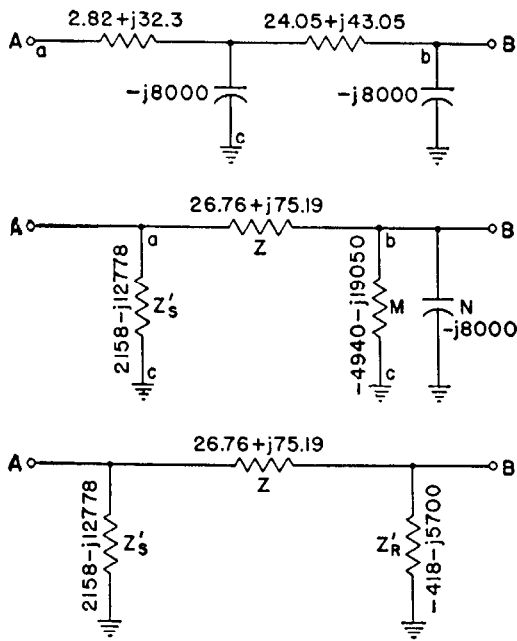 2.82+j32.3 24.05+j43.05
A a b B
-j8000 -j8000
c
26.76+j75.19
A a Z b B
2158-j12778 Z'S -4940-j19050 M N -j8000
c c
26.76+j75.19
A Z B
2158-j12778 Z'S Z'R -418-j5700